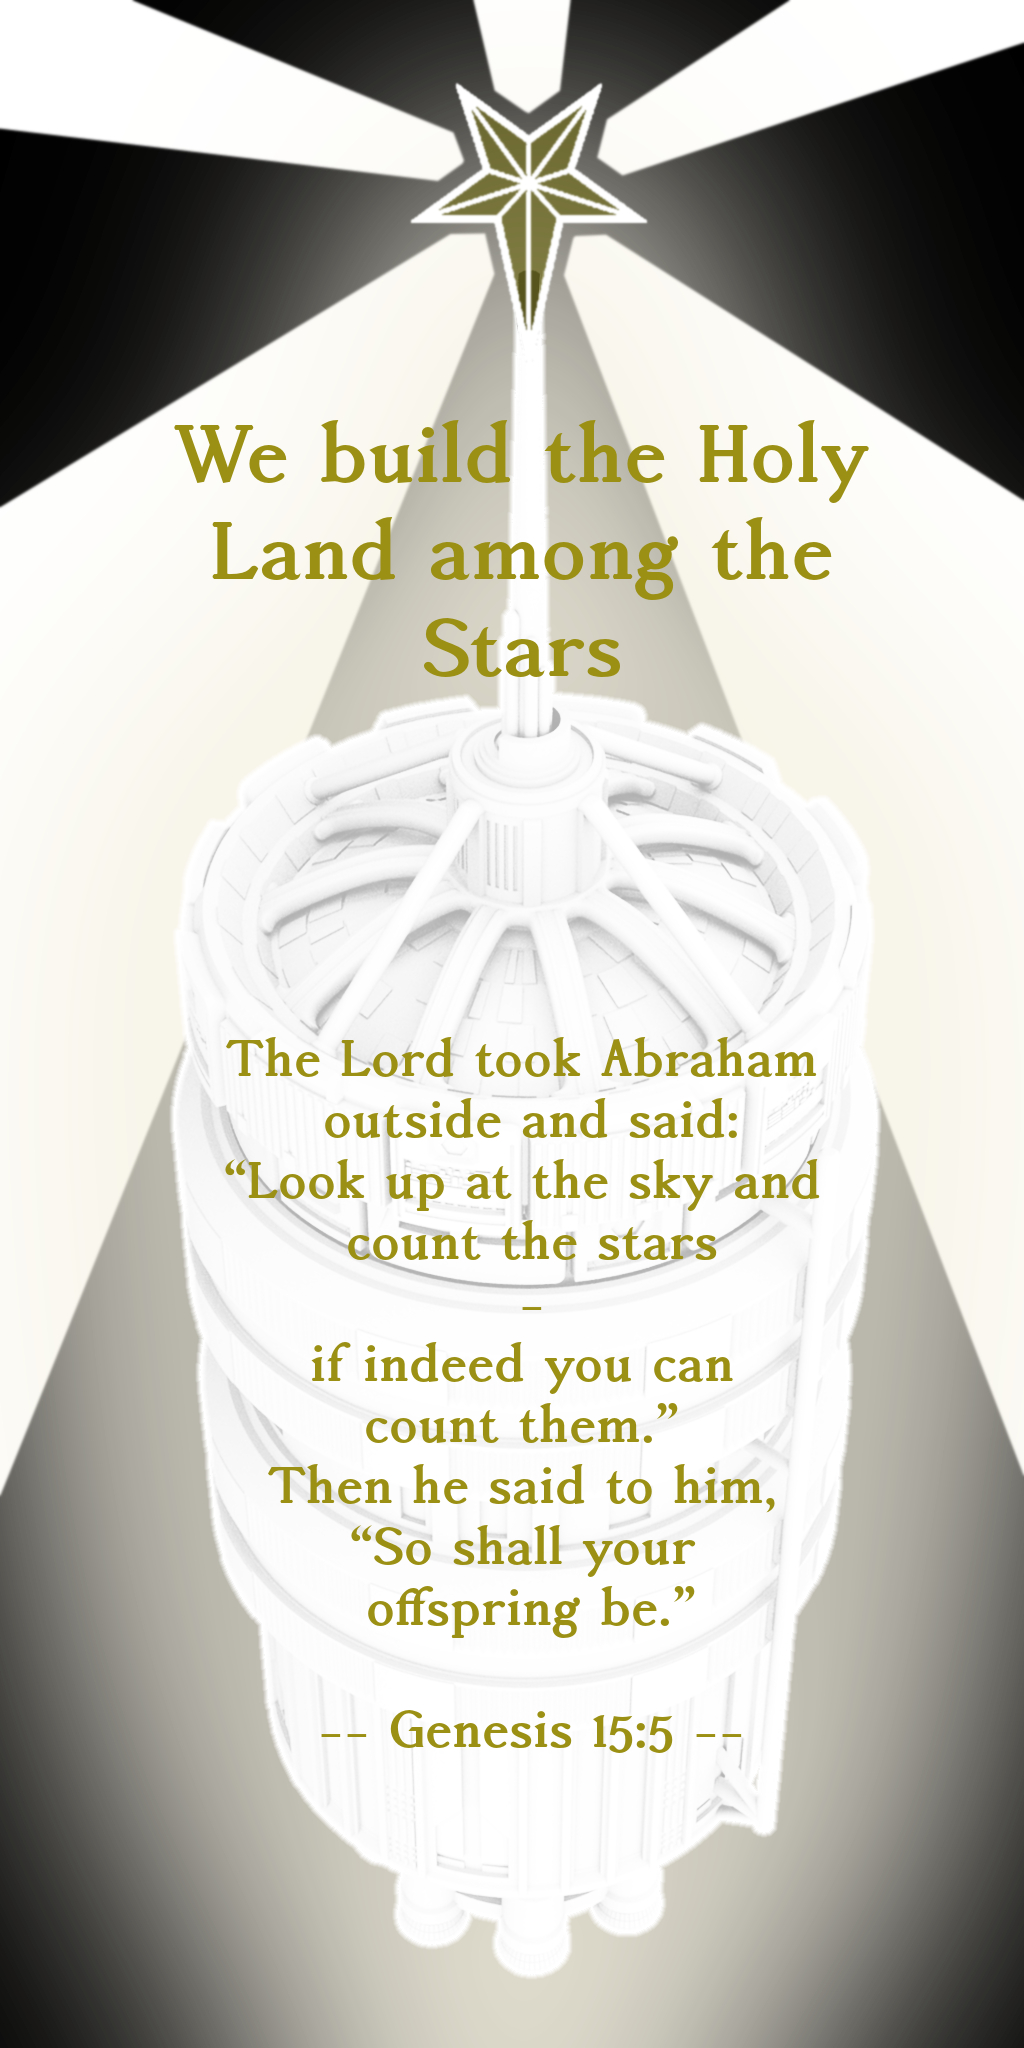 We build the Holy
Land among the
Stars
The Lord took Abraham
outside and said:
“Look up at the sky and
count the stars
–
if indeed you can
count them.”
Then he said to him,
“So shall your
offspring be.”
-- Genesis 15:5 --